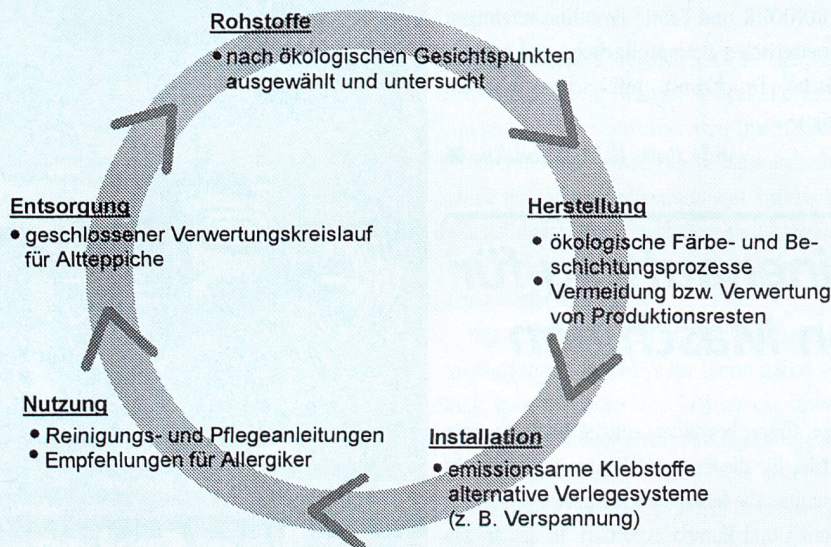 Rohstoffe
• nach ökologischen Gesichtspunkten
ausgewählt und untersucht
Herstellung
• ökologische Färbe- und Be-
schichtungsprozesse
• Vermeidung bzw. Verwertung
von Produktionsresten
Installation
• emissionsarme Klebstoffe
alternative Verlegesysteme
(z. B. Verspannung)
Nutzung
• Reinigungs- und Pflegeanleitungen
• Empfehlungen für Allergiker
Entsorgung
• geschlossener Verwertungskreislauf
für Altteppiche